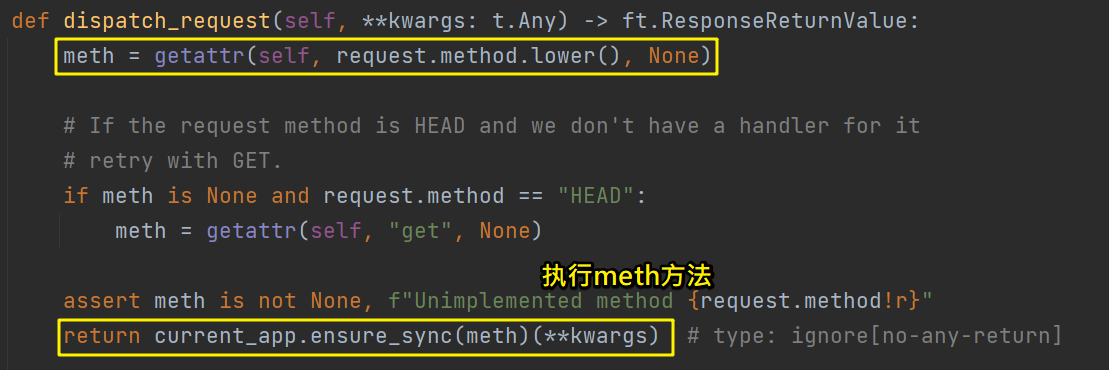 def dispatch_request(self, **kwargs: t.Any) -> ft.ResponseReturnValue:
meth = getattr(self, request.method.lower(), None)
# If the request method is HEAD and we don't have a handler for it
# retry with GET.
if meth is None and request.method == "HEAD":
meth = getattr(self, "get", None)
执行meth方法
assert meth is not None, f"Unimplemented method {request.method!r}"
return current_app.ensure_sync(meth)(**kwargs)  # type: ignore[no-any-return]